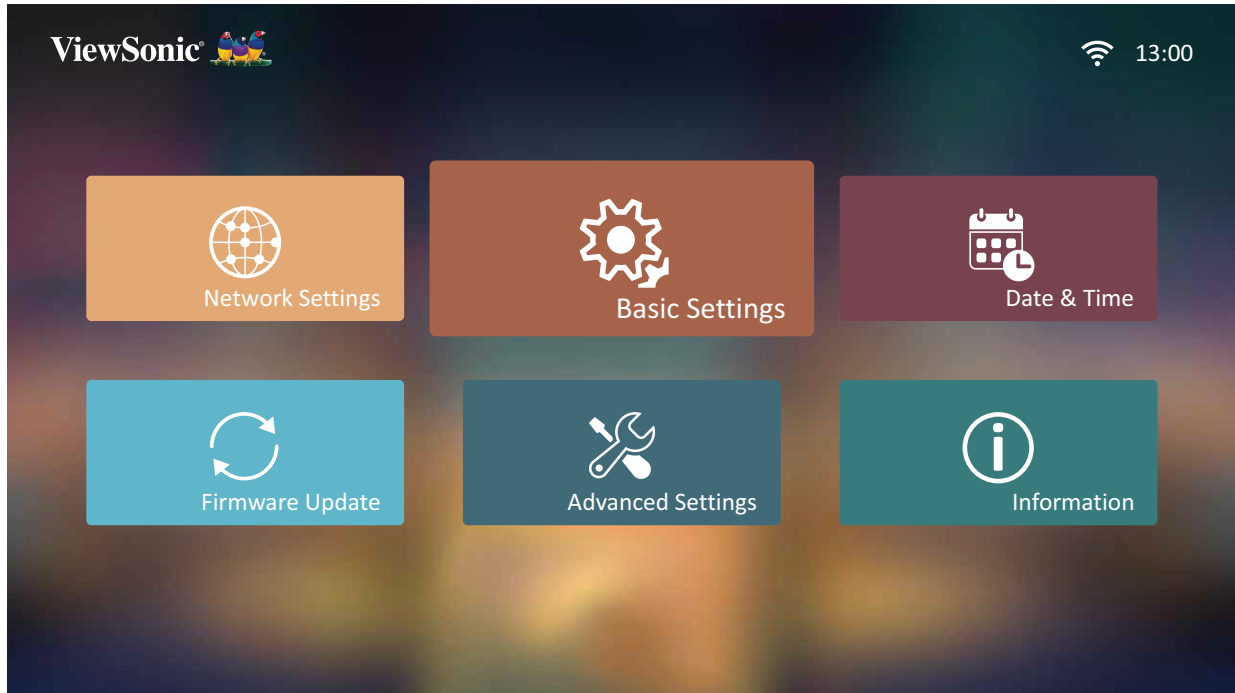 ViewSonic®
13:00
Network Settings
Basic Settings
Date & Time
Firmware Update
Advanced Settings
Information